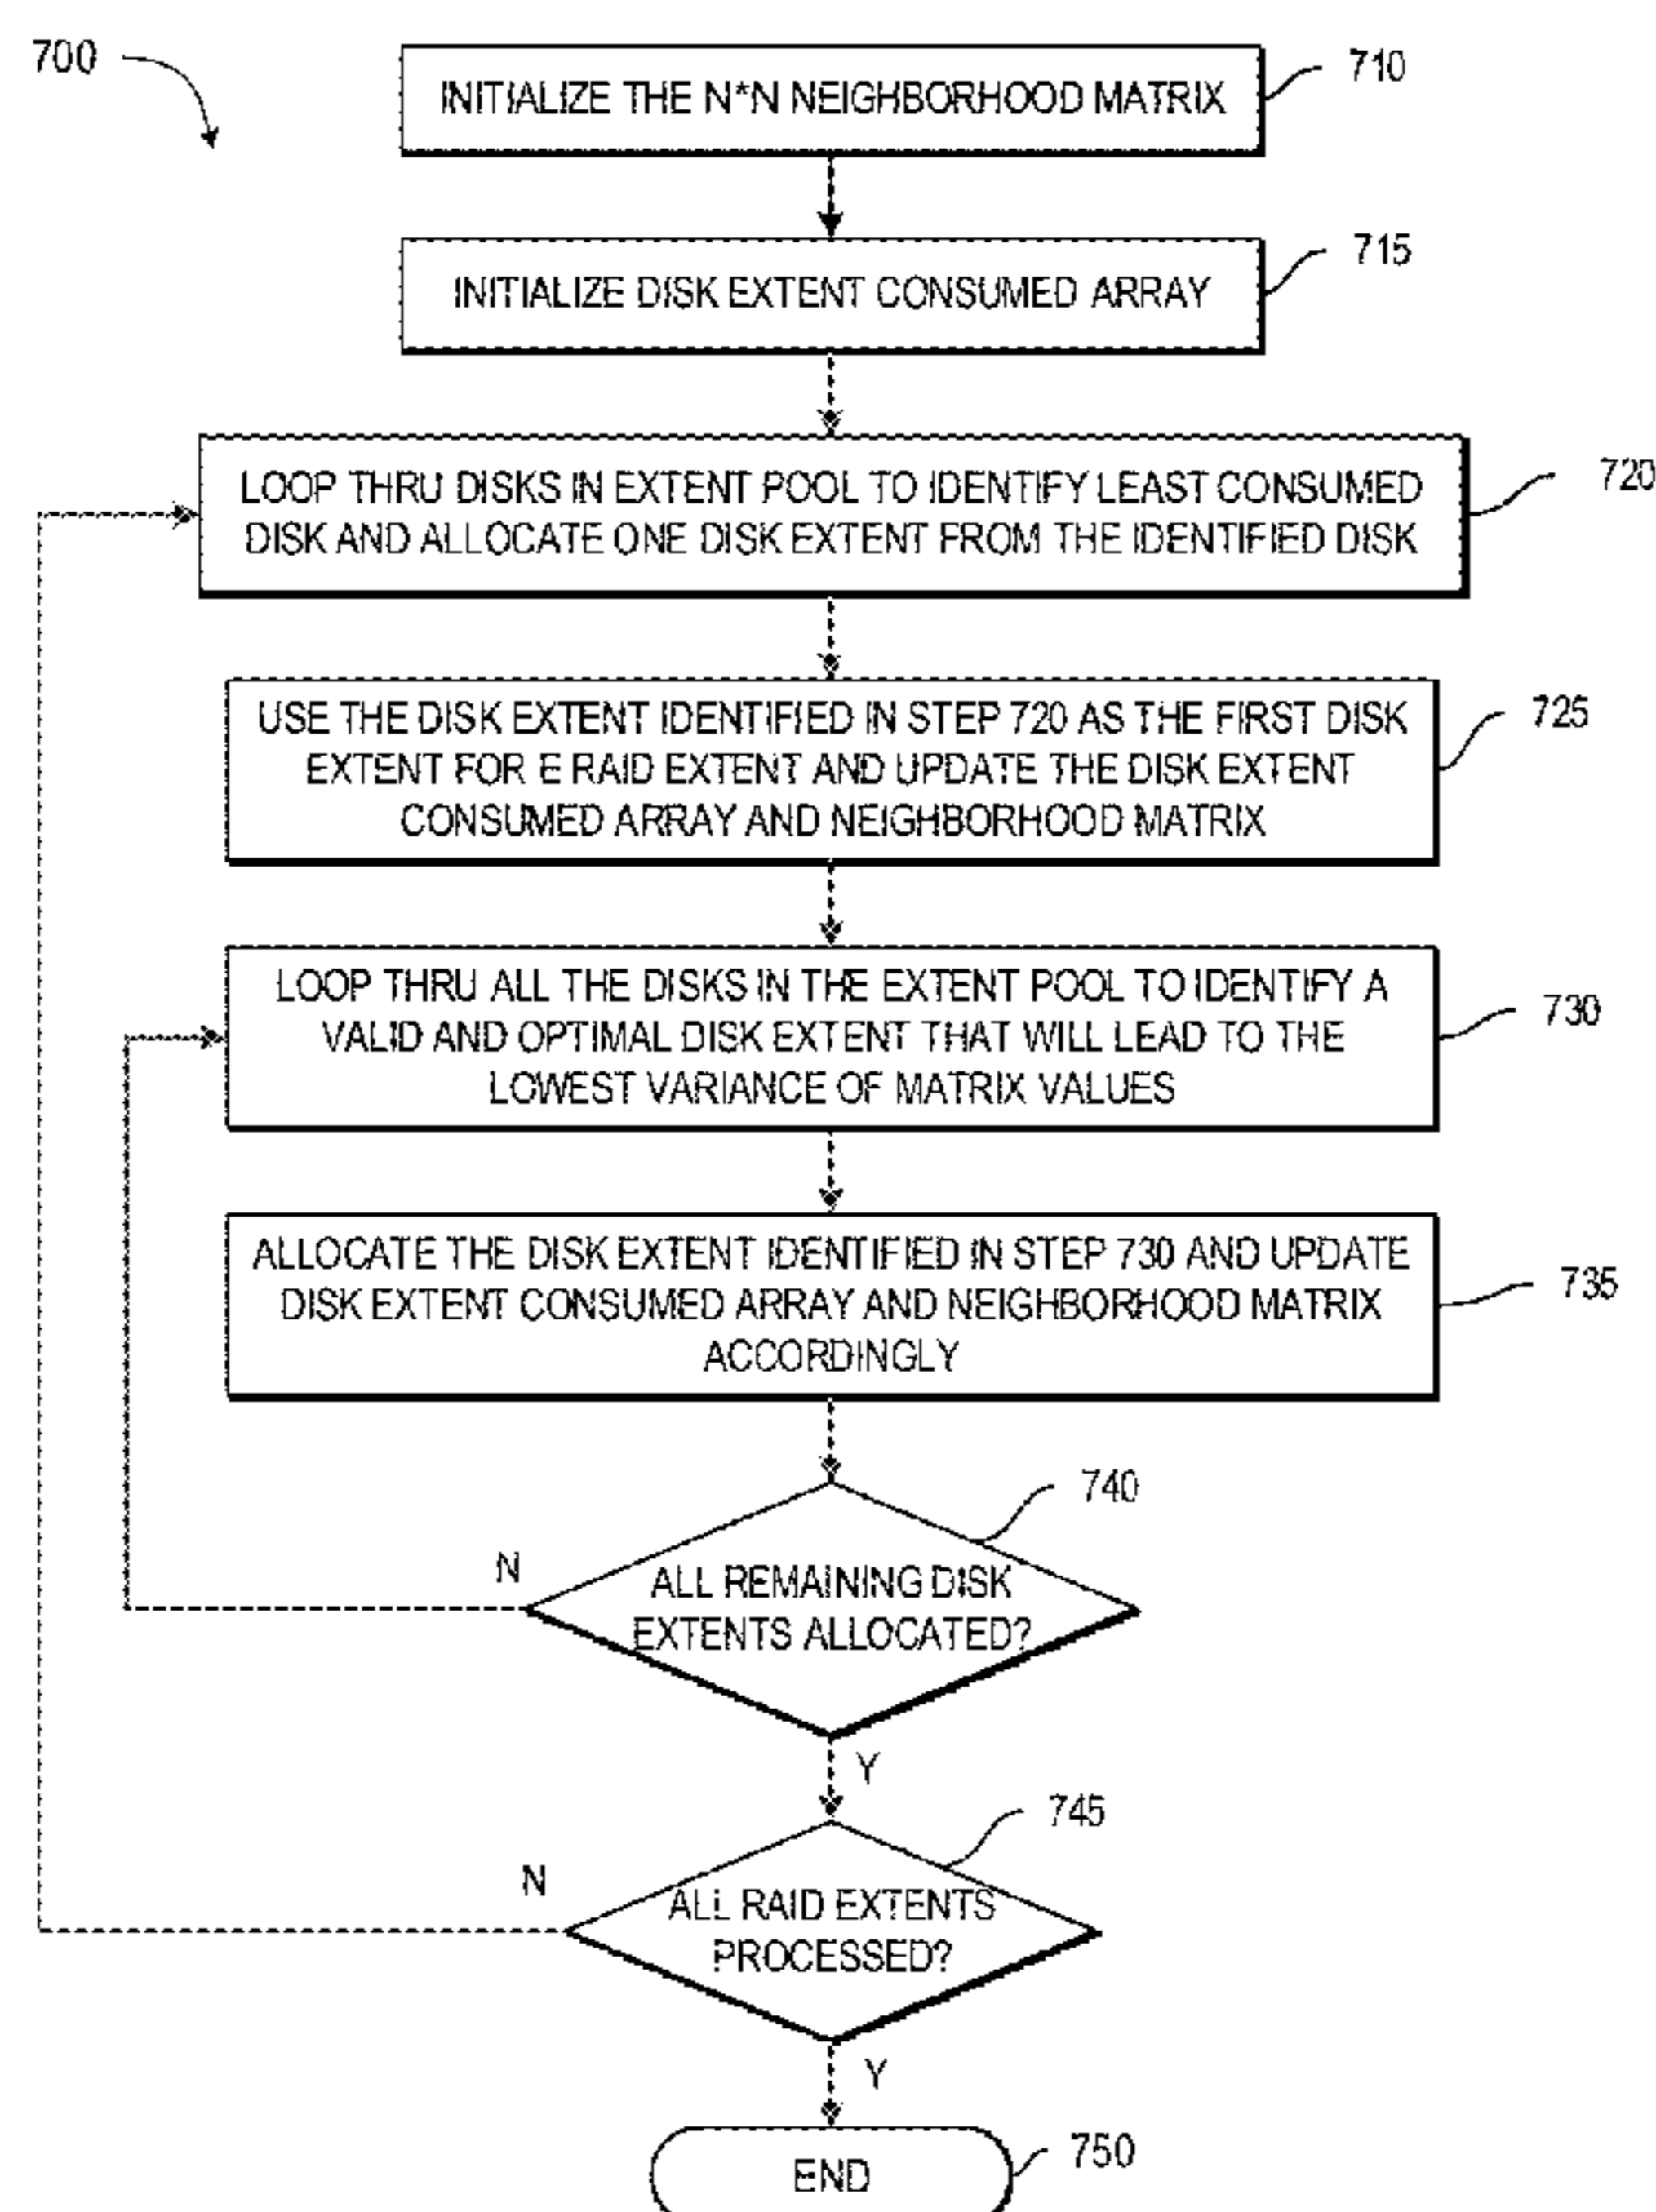 700
INITIALIZE THE N*N NEIGHBORHOOD MATRIX
710
INITIALIZE DISK EXTENT CONSUMED ARRAY
715
LOOP THRU DISKS IN EXTENT POOL TO IDENTIFY LEAST CONSUMED
DISK AND ALLOCATE ONE DISK EXTENT FROM THE IDENTIFIED DISK
720
USE THE DISK EXTENT IDENTIFIED IN STEP 720 AS THE FIRST DISK
EXTENT FOR E RAID EXTENT AND UPDATE THE DISK EXTENT
CONSUMED ARRAY AND NEIGHBORHOOD MATRIX
725
LOOP THRU ALL THE DISKS IN THE EXTENT POOL TO IDENTIFY A
VALID AND OPTIMAL DISK EXTENT THAT WILL LEAD TO THE
LOWEST VARIANCE OF MATRIX VALUES
730
ALLOCATE THE DISK EXTENT IDENTIFIED IN STEP 730 AND UPDATE
DISK EXTENT CONSUMED ARRAY AND NEIGHBORHOOD MATRIX
ACCORDINGLY
735
740
N
ALL REMAINING DISK
EXTENTS ALLOCATED?
Y
745
N
ALL RAID EXTENTS
PROCESSED?
Y
END
750